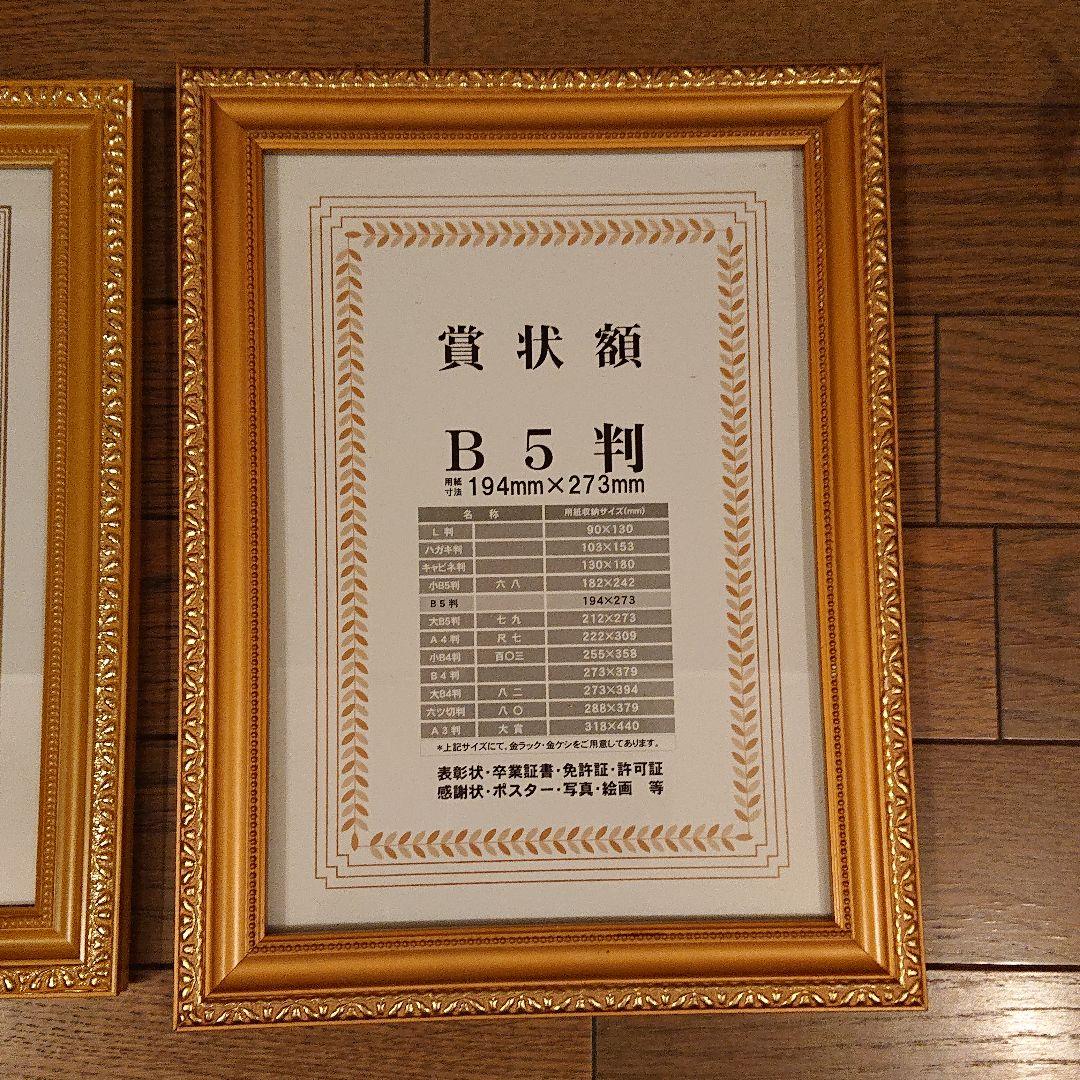 賞状額
B5判
用紙寸法 194mm×273mm
名称 用紙収納サイズ(mm)
L判 90×130
ハガキ判 103×153
キャビネ判 130×180
小B5判 六八 182×242
B5判 194×273
大B5判 七九 212×273
A4判 尺七 222×309
小B4判 百〇三 255×358
B4判 273×379
大B4判 八二 273×394
六ツ切判 八〇 288×379
A3判 大賞 318×440
*上記サイズにて、金ラック・金ケシをご用意してあります。
表彰状・卒業証書・免許証・許可証
感謝状・ポスター・写真・絵画 等